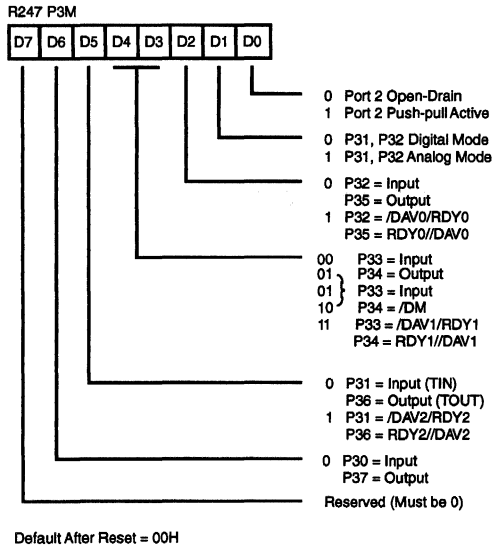 R247 P3M
D7 D6 D5 D4 D3 D2 D1 D0
0 Port 2 Open-Drain
1 Port 2 Push-pull Active
0 P31, P32 Digital Mode
1 P31, P32 Analog Mode
0 P32 = Input
P35 = Output
1 P32 = /DAV0/RDY0
P35 = RDY0//DAV0
00 P33 = Input
01 P34 = Output
01 } P33 = Input
10 P34 = /DM
11 P33 = /DAV1/RDY1
P34 = RDY1//DAV1
0 P31 = Input (TIN)
P36 = Output (TOUT)
1 P31 = /DAV2/RDY2
P36 = RDY2//DAV2
0 P30 = Input
P37 = Output
Reserved (Must be 0)
Default After Reset = 00H